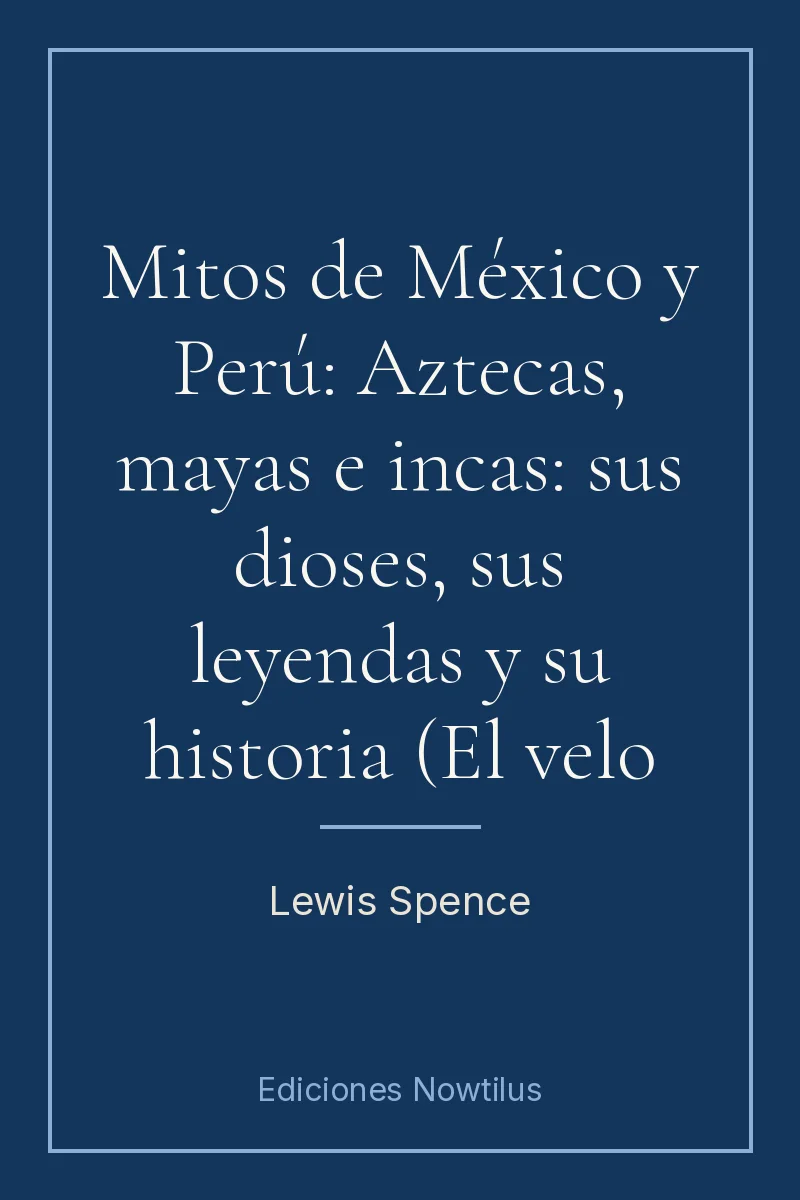 Mitos de México y
Perú: Aztecas,
mayas e incas: sus
dioses, sus
leyendas y su
historia (El velo
Lewis Spence
Ediciones Nowtilus